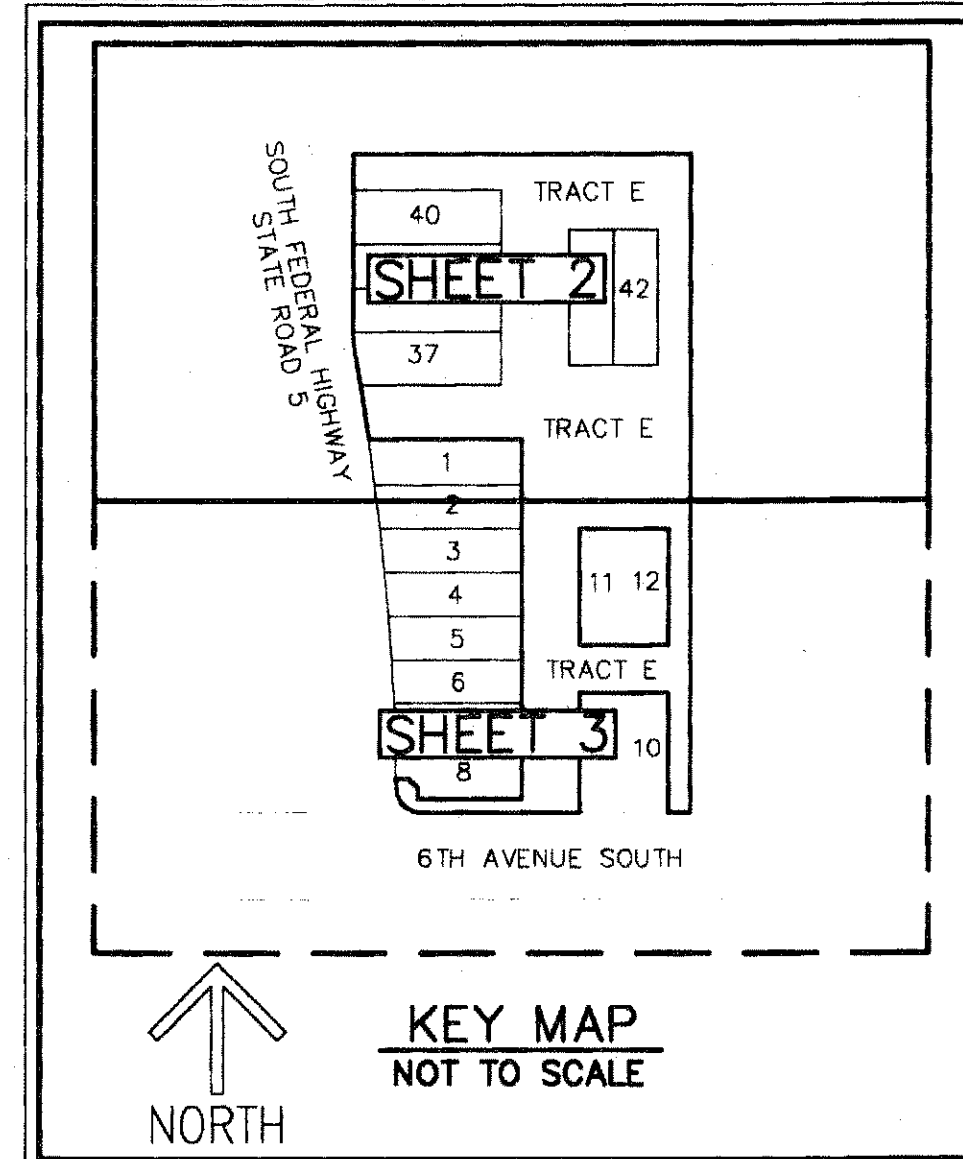 TRACT E
40
SOUTH FEDERAL HIGHWAY
STATE ROAD 5
SHEET 2
42
37
TRACT E
1
2
3
11 12
4
5
TRACT E
6
SHEET 3
10
8
6TH AVENUE SOUTH
KEY MAP
NOT TO SCALE
NORTH